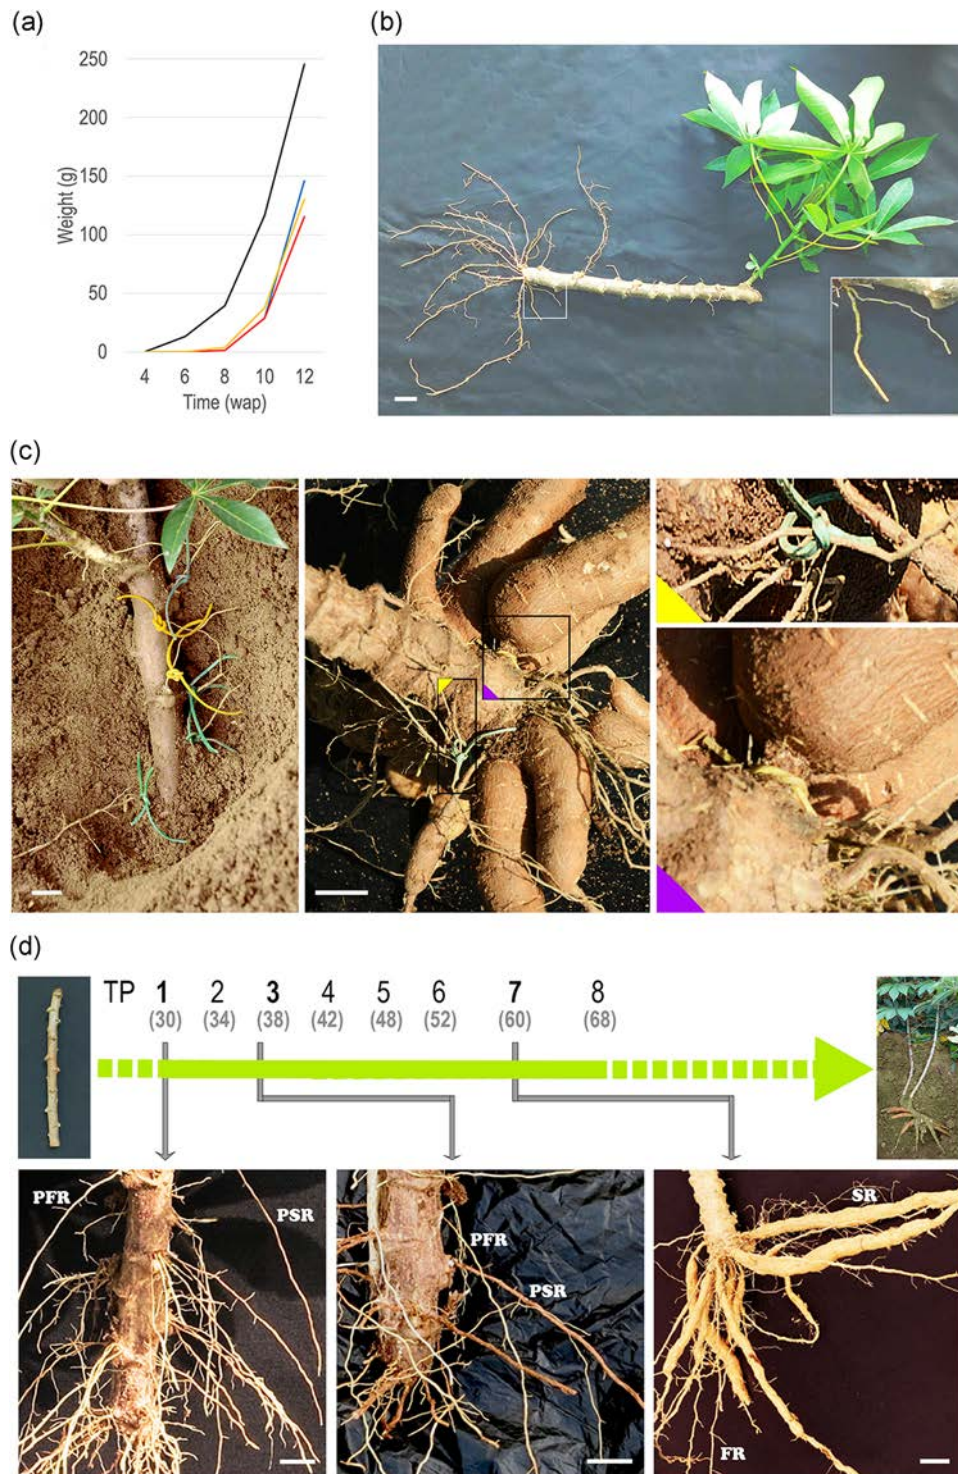 (a)
250
200
150
100
50
0
Weight (g)
4 6 8 10 12
Time (wap)
(b)
(c)
(d)
TP 1 2 3 4 5 6 7 8
(30) (34) (38) (42) (48) (52) (60) (68)
PFR
PSR
PFR
PSR
SR
FR